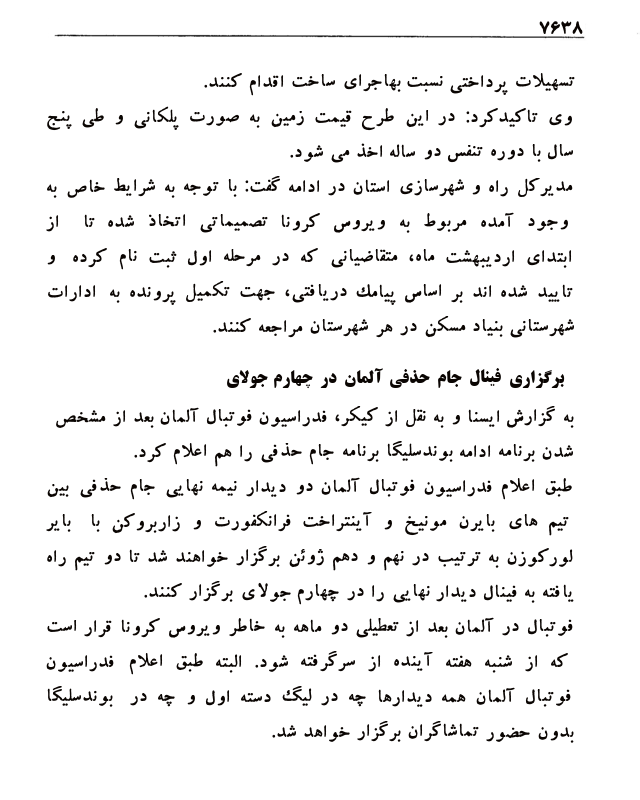 ۷۶۳۸
تسهیلات پرداختی نسبت بهاجرای ساخت اقدام کنند.
وی تاکیدکرد: در این طرح قیمت زمین به صورت پلکانی و طی پنج
سال با دوره تنفس دو ساله اخذ می شود.
مدیرکل راه و شهرسازی استان در ادامه گفت: با توجه به شرایط خاص به
وجود آمده مربوط به ویروس کرونا تصمیماتی اتخاذ شده تا از
ابتدای اردیبهشت ماه، متقاضیانی که در مرحله اول ثبت نام کرده و
تایید شده اند بر اساس پیامك دریافتی، جهت تکمیل پرونده به ادارات
شهرستانی بنیاد مسکن در هر شهرستان مراجعه کنند.
برگزاری فینال جام حذفی آلمان در چهارم جولای
به گزارش ایسنا و به نقل از کیکر، فدراسیون فوتبال آلمان بعد از مشخص
شدن برنامه ادامه بوندسلیگا برنامه جام حذفی را هم اعلام کرد.
طبق اعلام فدراسیون فوتبال آلمان دو دیدار نیمه نهایی جام حذفی بین
تیم های بایرن مونیخ و آینتراخت فرانکفورت و زاربروکن با بایر
لورکوزن به ترتیب در نهم و دهم ژوئن برگزار خواهند شد تا دو تیم راه
یافته به فینال دیدار نهایی را در چهارم جولای برگزار کنند.
فوتبال در آلمان بعد از تعطیلی دو ماهه به خاطر ویروس کرونا قرار است
که از شنبه هفته آینده از سرگرفته شود. البته طبق اعلام فدراسیون
فوتبال آلمان همه دیدارها چه در لیگ دسته اول و چه در بوندسلیگا
بدون حضور تماشاگران برگزار خواهد شد.